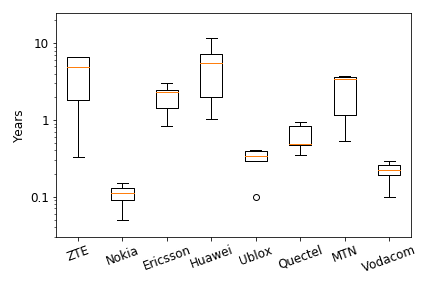 Years
10
1
0.1
ZTE
Nokia
Ericsson
Huawei
Ublox
Quectel
MTN
Vodacom